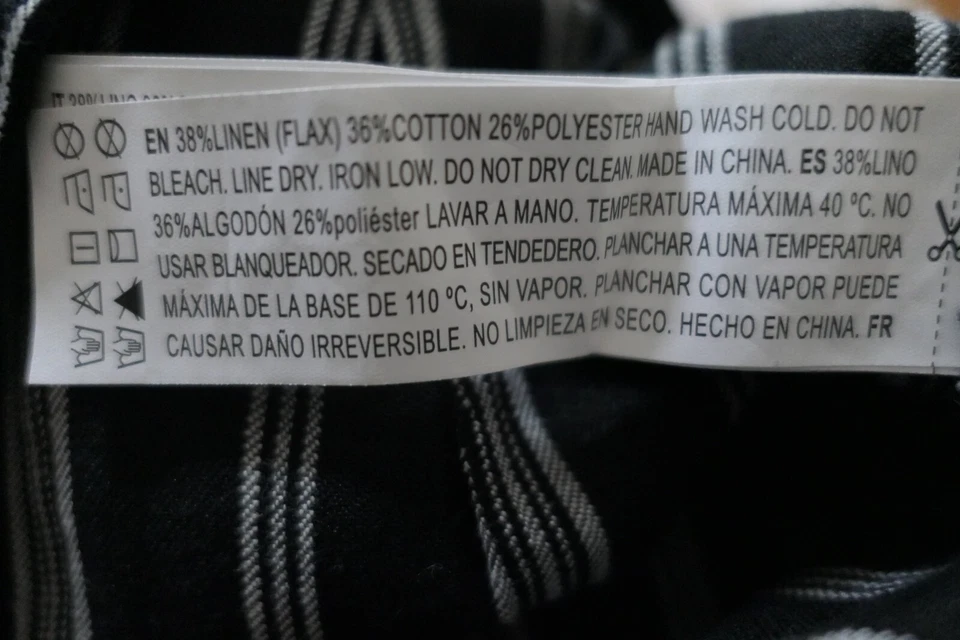 EN 38%LINEN (FLAX) 36%COTTON 26%POLYESTER HAND WASH COLD. DO NOT
BLEACH. LINE DRY. IRON LOW. DO NOT DRY CLEAN. MADE IN CHINA. ES 38%LINO
36%ALGODÓN 26%poliéster LAVAR A MANO. TEMPERATURA MÁXIMA 40 ºC. NO
USAR BLANQUEADOR. SECADO EN TENDEDERO. PLANCHAR A UNA TEMPERATURA
MÁXIMA DE LA BASE DE 110 ºC, SIN VAPOR. PLANCHAR CON VAPOR PUEDE
CAUSAR DAÑO IRREVERSIBLE. NO LIMPIEZA EN SECO. HECHO EN CHINA. FR